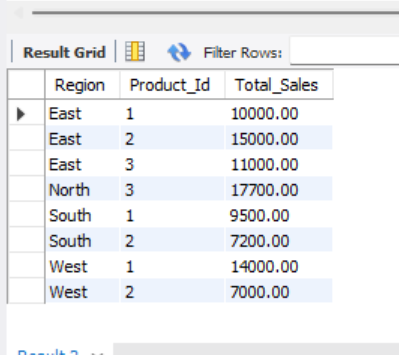 Result Grid Filter Rows:
Region Product_Id Total_Sales
East 1 10000.00
East 2 15000.00
East 3 11000.00
North 3 17700.00
South 1 9500.00
South 2 7200.00
West 1 14000.00
West 2 7000.00